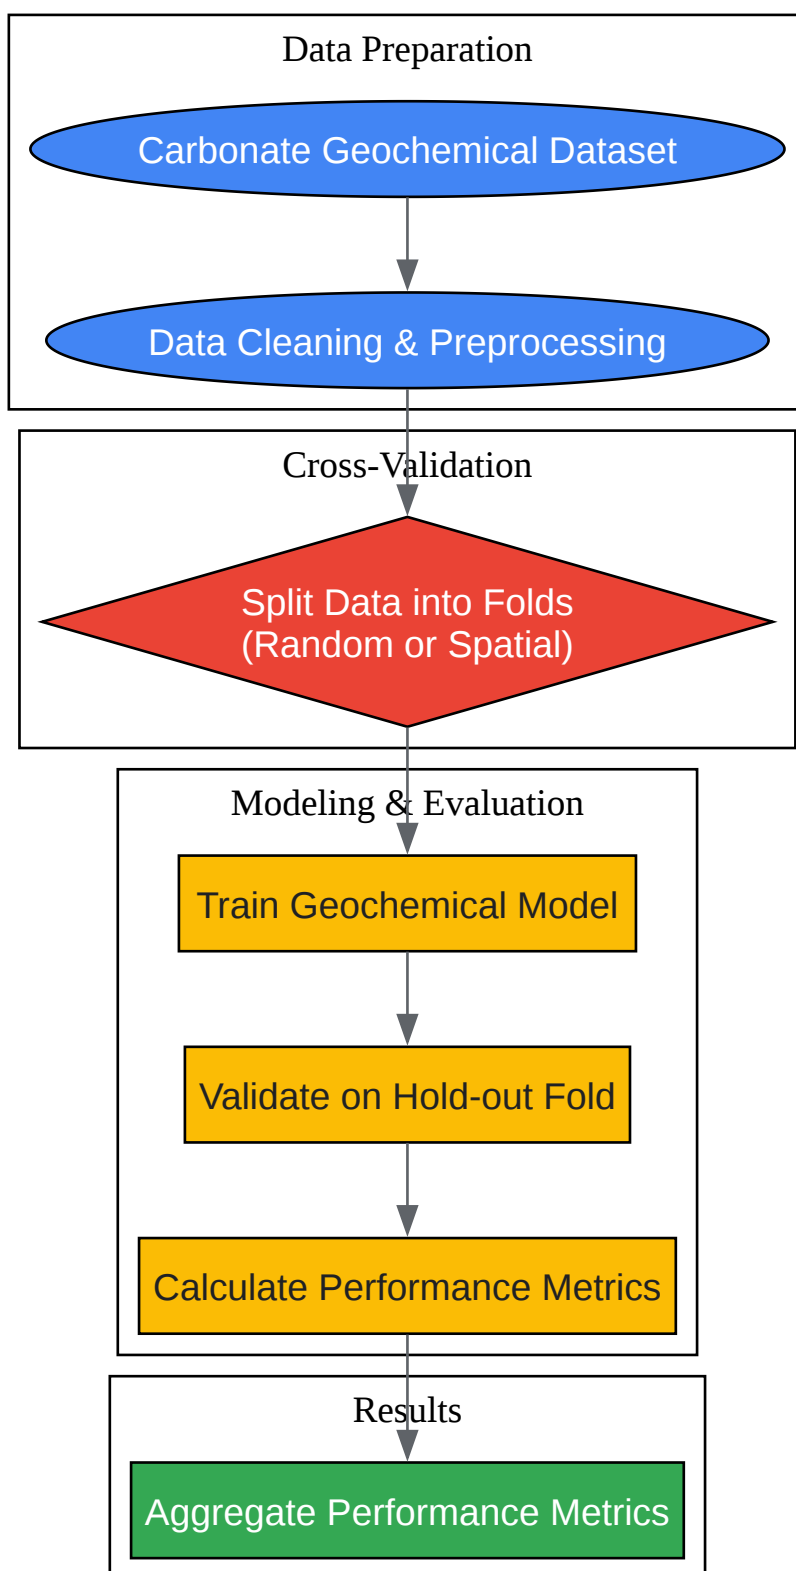 Data Preparation
Carbonate Geochemical Dataset
Data Cleaning & Preprocessing
Cross-Validation
Split Data into Folds
(Random or Spatial)
Modeling & Evaluation
Train Geochemical Model
Validate on Hold-out Fold
Calculate Performance Metrics
Results
Aggregate Performance Metrics